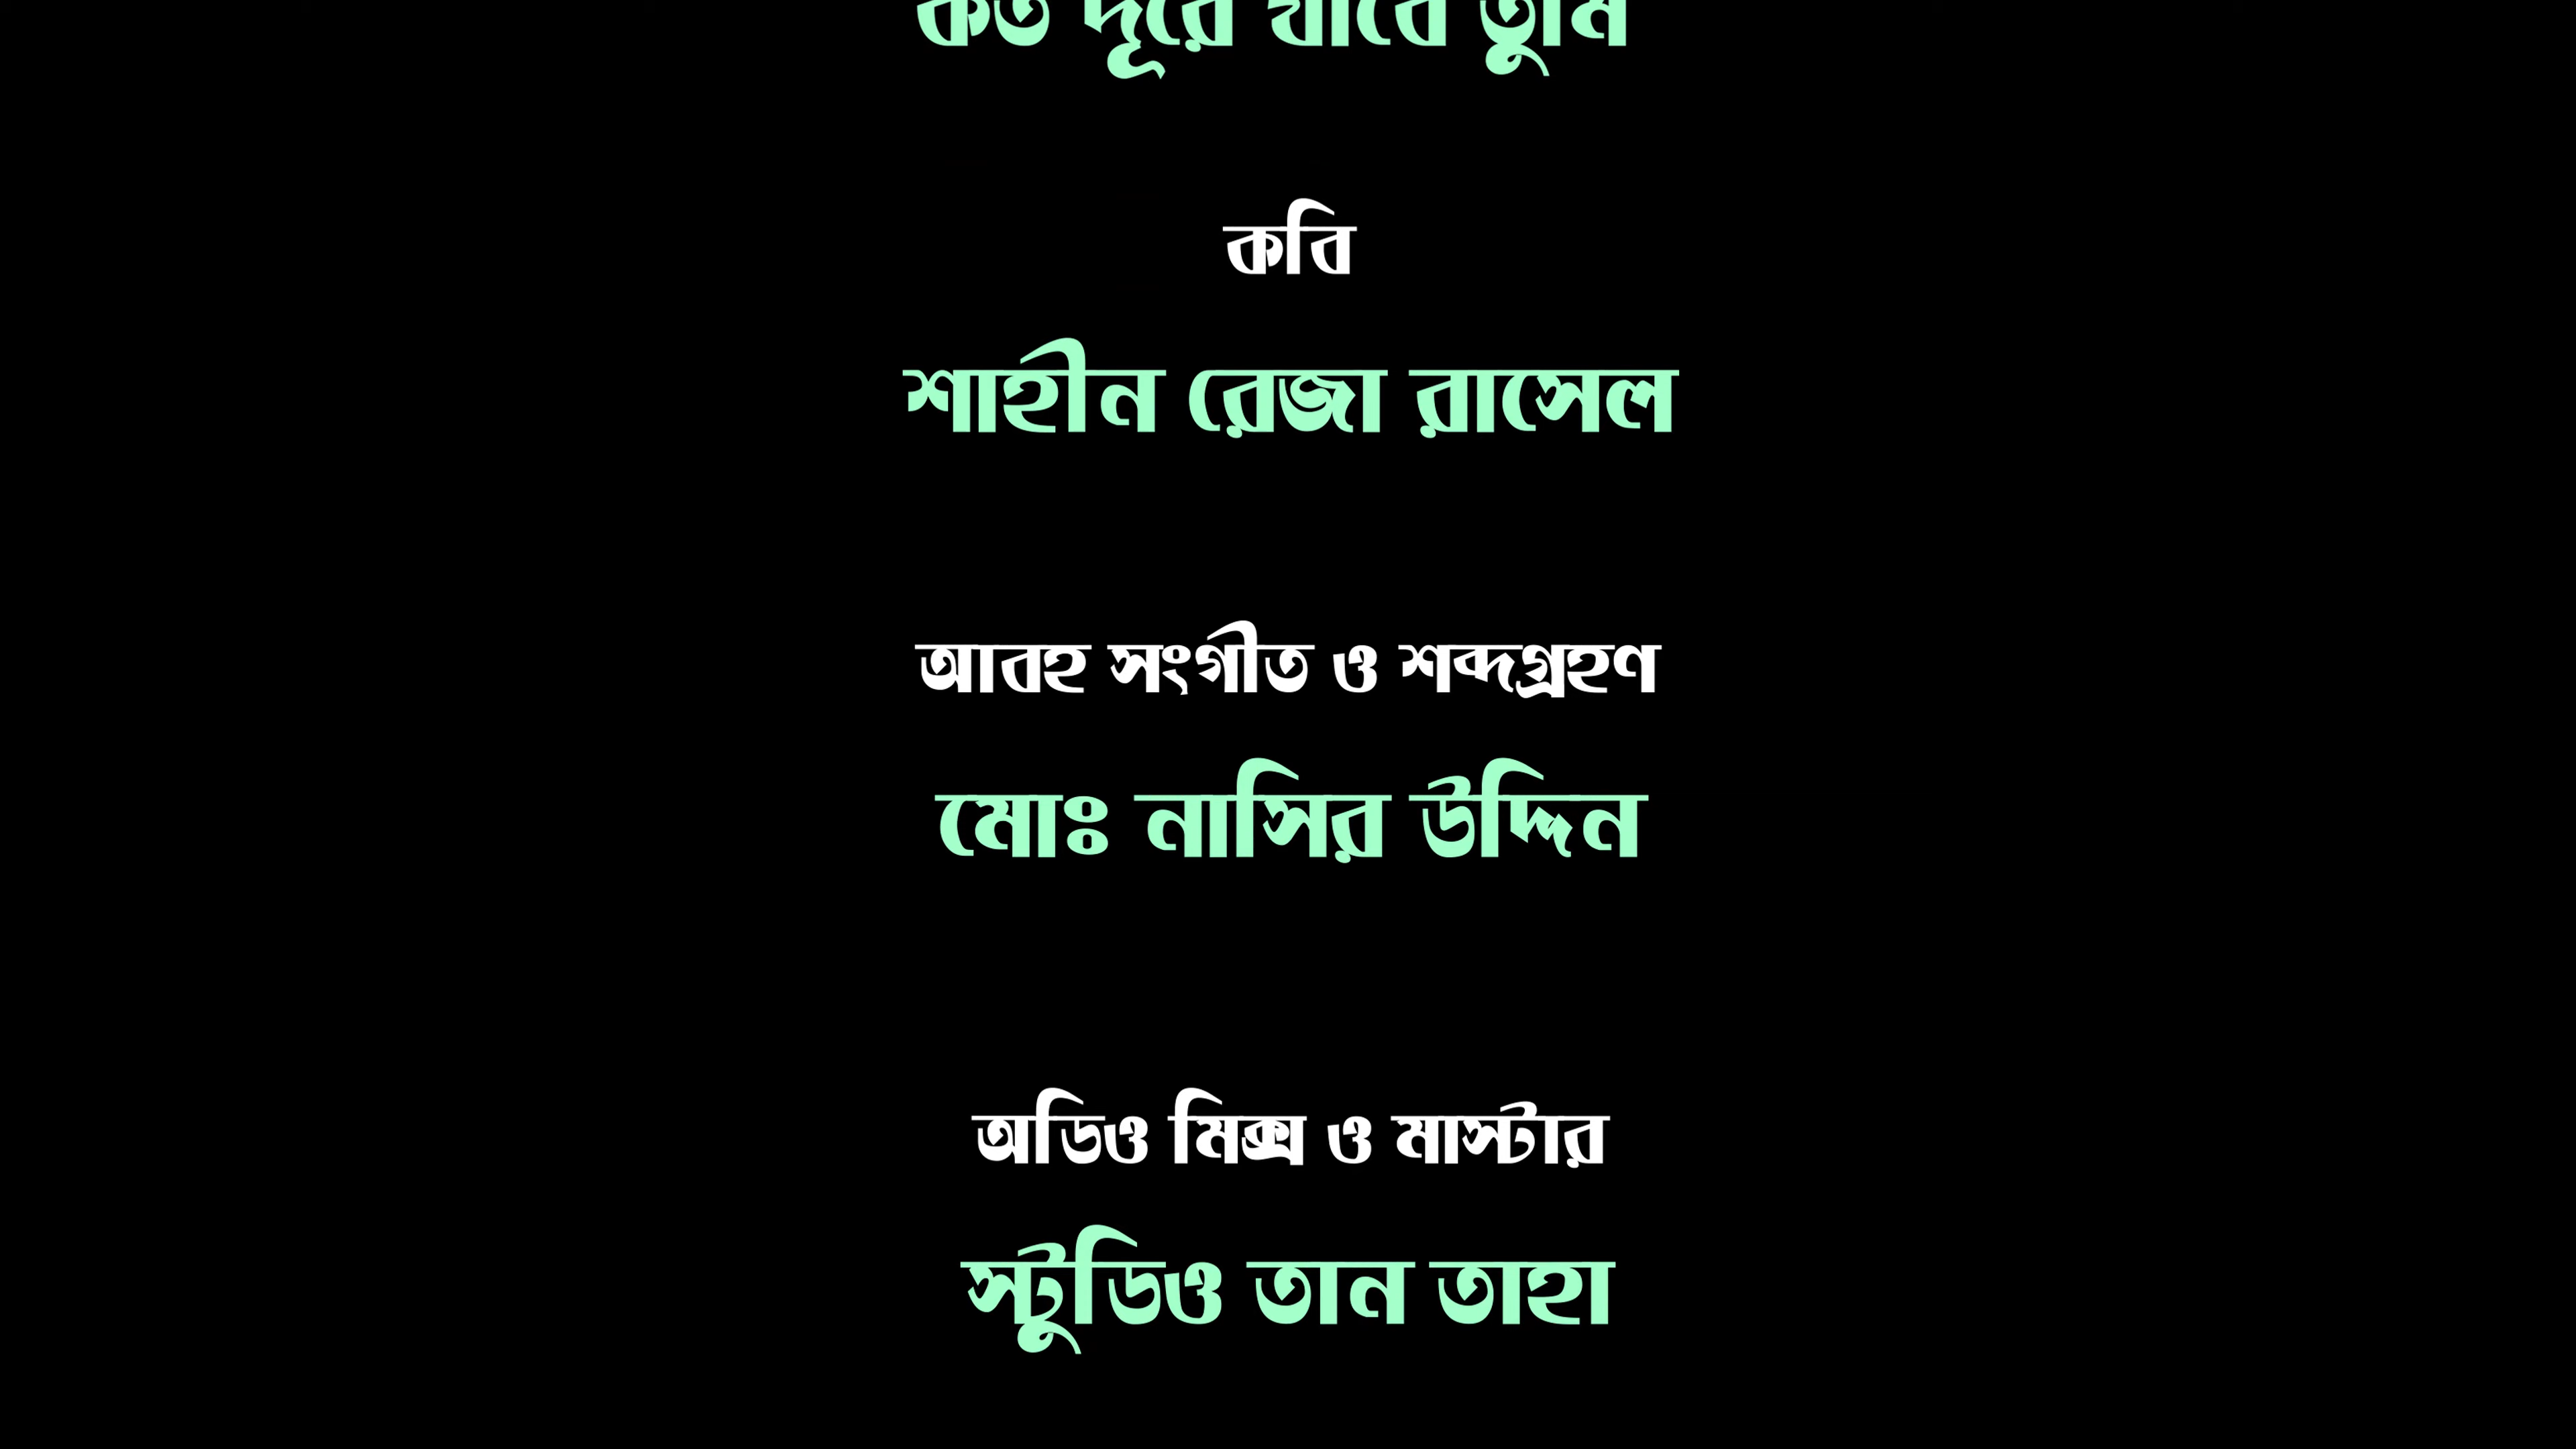 কত দূরে যাবে তুমি
কবি
শাহীন রেজা রাসেল
আবহ সংগীত ও শব্দগ্রহণ
মোঃ নাসির উদ্দিন
অডিও মিক্স ও মাস্টার
স্টুডিও তান তাহা